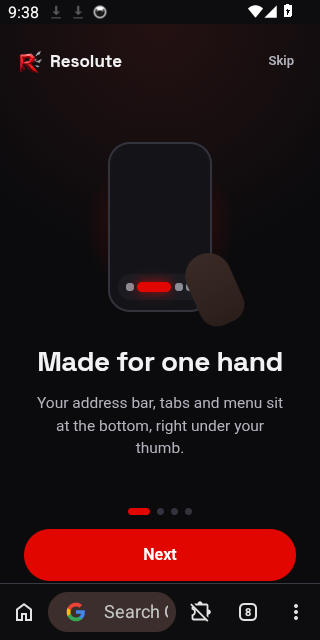 9:38
Resolute
Skip
Made for one hand
Your address bar, tabs and menu sit
at the bottom, right under your
thumb.
Next
Search
8